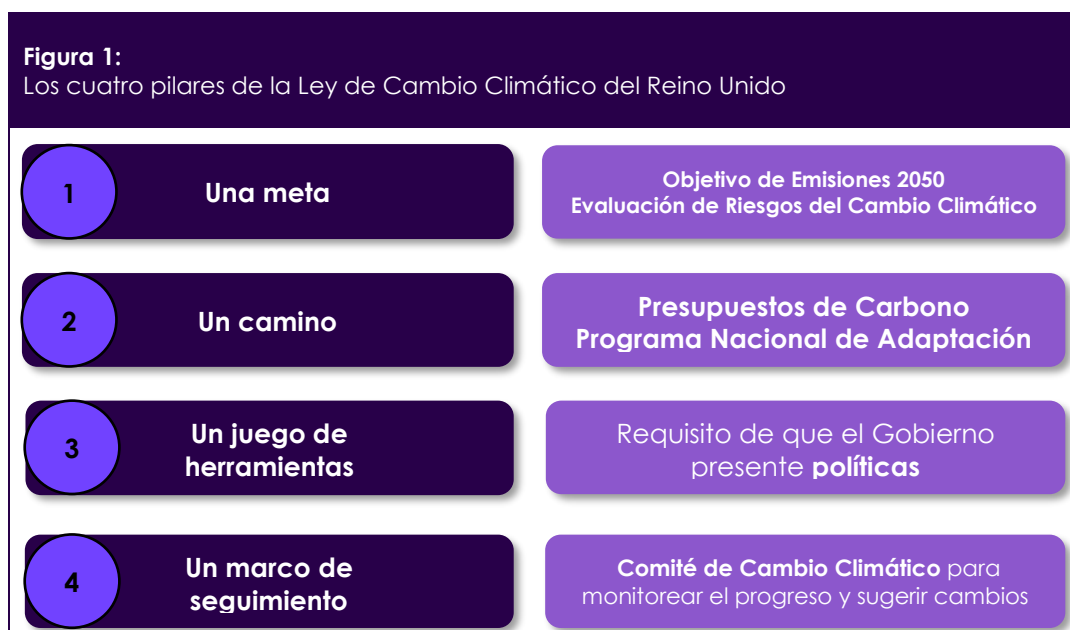 Figura 1:
Los cuatro pilares de la Ley de Cambio Climático del Reino Unido
1
Una meta
Objetivo de Emisiones 2050
Evaluación de Riesgos del Cambio Climático
2
Un camino
Presupuestos de Carbono
Programa Nacional de Adaptación
3
Un juego de
herramientas
Requisito de que el Gobierno
presente políticas
4
Un marco de
seguimiento
Comité de Cambio Climático para
monitorear el progreso y sugerir cambios